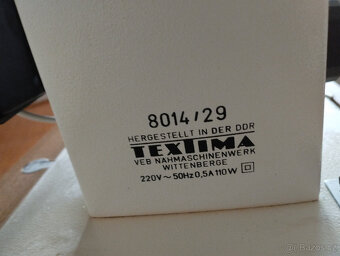 8014/29
HERGESTELLT IN DER DDR
TEXTIMA
VEB NÄHMASCHINENWERK
WITTENBERGE
220V~50Hz 0,5A 110W